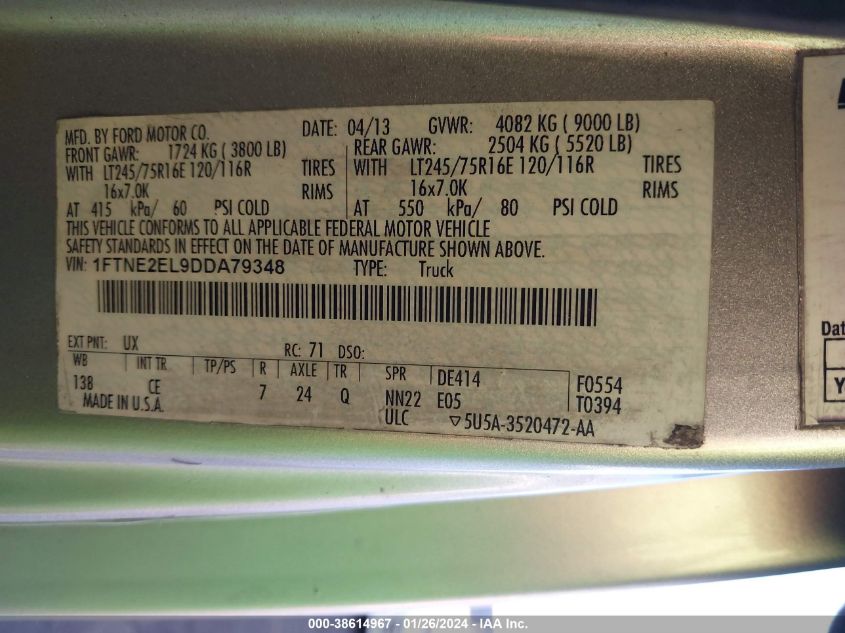 MFD. BY FORD MOTOR CO. DATE: 04/13 GVWR: 4082 KG ( 9000 LB)
FRONT GAWR: 1724 KG ( 3800 LB) REAR GAWR: 2504 KG ( 5520 LB)
WITH LT245/75R16E 120/116R TIRES WITH LT245/75R16E 120/116R TIRES
16x7.0K RIMS 16x7.0K RIMS
AT 415 kPa/ 60 PSI COLD AT 550 kPa/ 80 PSI COLD
THIS VEHICLE CONFORMS TO ALL APPLICABLE FEDERAL MOTOR VEHICLE
SAFETY STANDARDS IN EFFECT ON THE DATE OF MANUFACTURE SHOWN ABOVE.
VIN: 1FTNE2EL9DDA79348 TYPE: Truck
EXT PNT: UX RC: 71 DSO:
WB INT TR TP/PS R AXLE TR SPR DE414 F0554
138 CE 7 24 Q NN22 E05 T0394
MADE IN U.S.A. ULC ▽5U5A-3520472-AA
Dat
Y
000-38614967 - 01/26/2024 - IAA Inc.